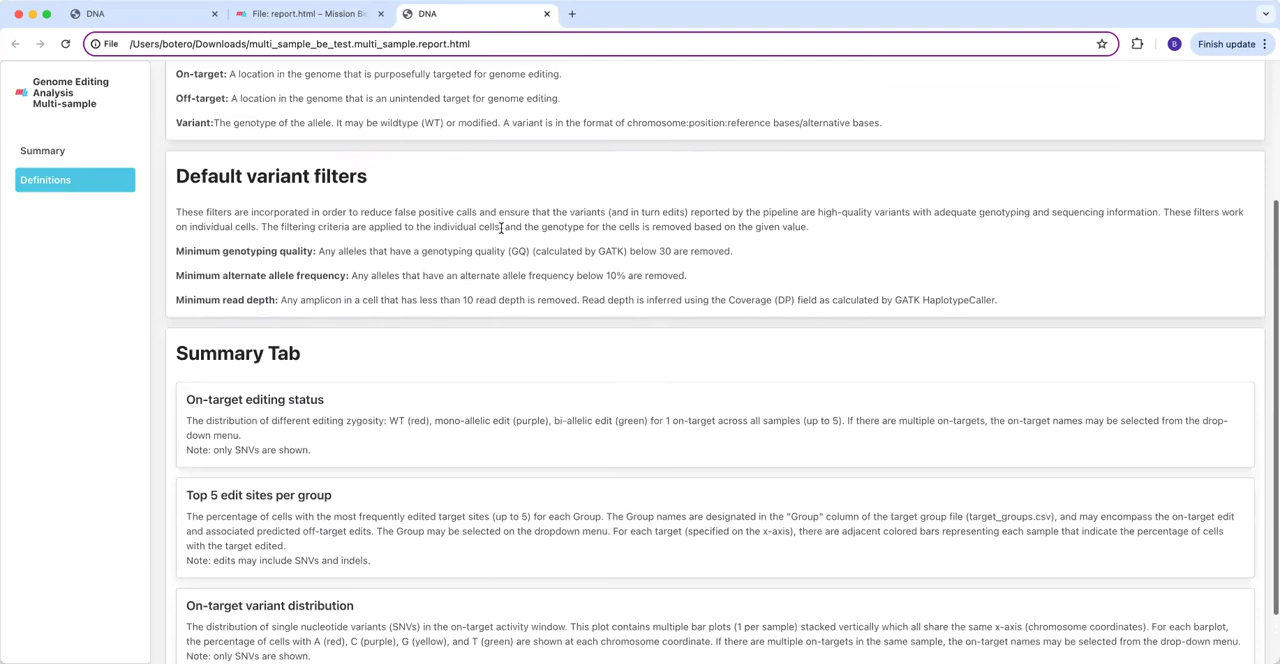 DNA
File: report.html – Mission Bi
DNA
File
/Users/botero/Downloads/multi_sample_be_test.multi_sample.report.html
B
Finish update
Genome Editing
Analysis
Multi-sample
Summary
Definitions
On-target: A location in the genome that is purposefully targeted for genome editing.
Off-target: A location in the genome that is an unintended target for genome editing.
Variant:The genotype of the allele. It may be wildtype (WT) or modified. A variant is in the format of chromosome:position:reference bases/alternative bases.
Default variant filters
These filters are incorporated in order to reduce false positive calls and ensure that the variants (and in turn edits) reported by the pipeline are high-quality variants with adequate genotyping and sequencing information. These filters work
on individual cells. The filtering criteria are applied to the individual cells and the genotype for the cells is removed based on the given value.
Minimum genotyping quality: Any alleles that have a genotyping quality (GQ) (calculated by GATK) below 30 are removed.
Minimum alternate allele frequency: Any alleles that have an alternate allele frequency below 10% are removed.
Minimum read depth: Any amplicon in a cell that has less than 10 read depth is removed. Read depth is inferred using the Coverage (DP) field as calculated by GATK HaplotypeCaller.
Summary Tab
On-target editing status
The distribution of different editing zygosity: WT (red), mono-allelic edit (purple), bi-allelic edit (green) for 1 on-target across all samples (up to 5). If there are multiple on-targets, the on-target names may be selected from the drop-
down menu.
Note: only SNVs are shown.
Top 5 edit sites per group
The percentage of cells with the most frequently edited target sites (up to 5) for each Group. The Group names are designated in the "Group" column of the target group file (target_groups.csv), and may encompass the on-target edit
and associated predicted off-target edits. The Group may be selected on the dropdown menu. For each target (specified on the x-axis), there are adjacent colored bars representing each sample that indicate the percentage of cells
with the target edited.
Note: edits may include SNVs and indels.
On-target variant distribution
The distribution of single nucleotide variants (SNVs) in the on-target activity window. This plot contains multiple bar plots (1 per sample) stacked vertically which all share the same x-axis (chromosome coordinates). For each barplot,
the percentage of cells with A (red), C (purple), G (yellow), and T (green) are shown at each chromosome coordinate. If there are multiple on-targets in the same sample, the on-target names may be selected from the drop-down menu.
Note: only SNVs are shown.